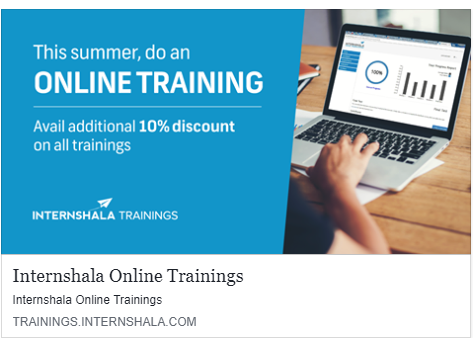 This summer, do an
ONLINE TRAINING
Avail additional 10% discount
on all trainings
INTERNSHALA TRAININGS
100%
Internshala Online Trainings
Internshala Online Trainings
TRAININGS.INTERNSHALA.COM